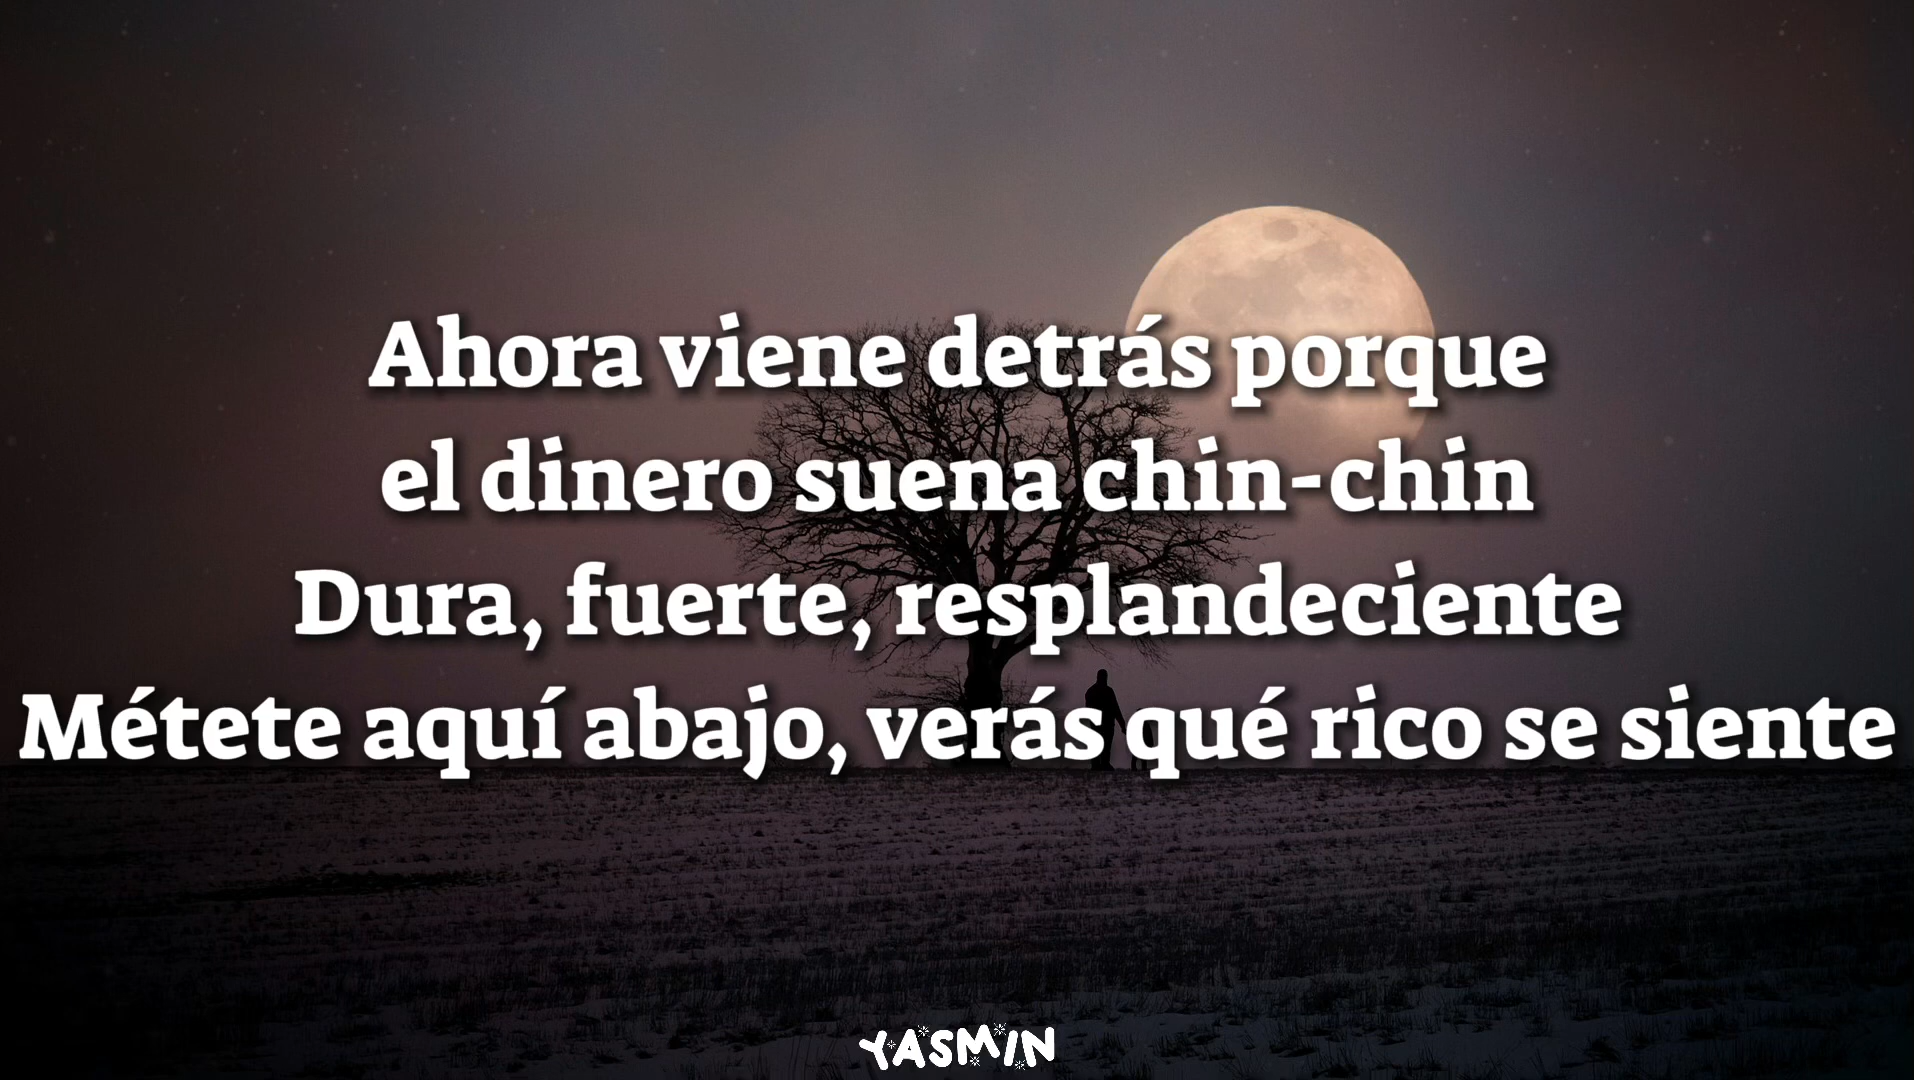 Ahora viene detrás porque
el dinero suena chin-chin
Dura, fuerte, resplandeciente
Métete aquí abajo, verás qué rico se siente
YASMIN